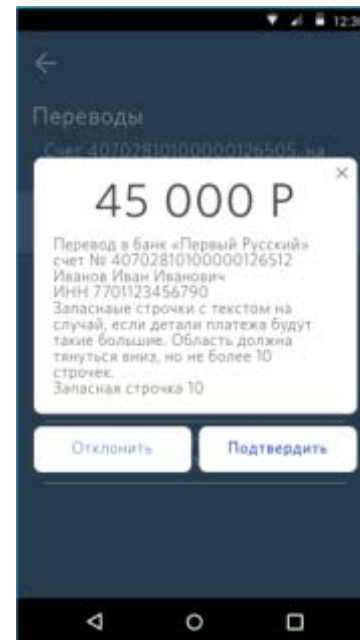 12:30
Переводы
Счет 40702810100000126505, на
45 000 Р
Перевод в банк «Первый Русский»
счет № 40702810100000126512
Иванов Иван Иванович
ИНН 7701123456790
Запасныые строчки с текстом на
случай, если детали платежа будут
такие большие. Область должна
тянуться вниз, но не более 10
строчек.
Запасная строчка 10
Отклонить
Подтвердить